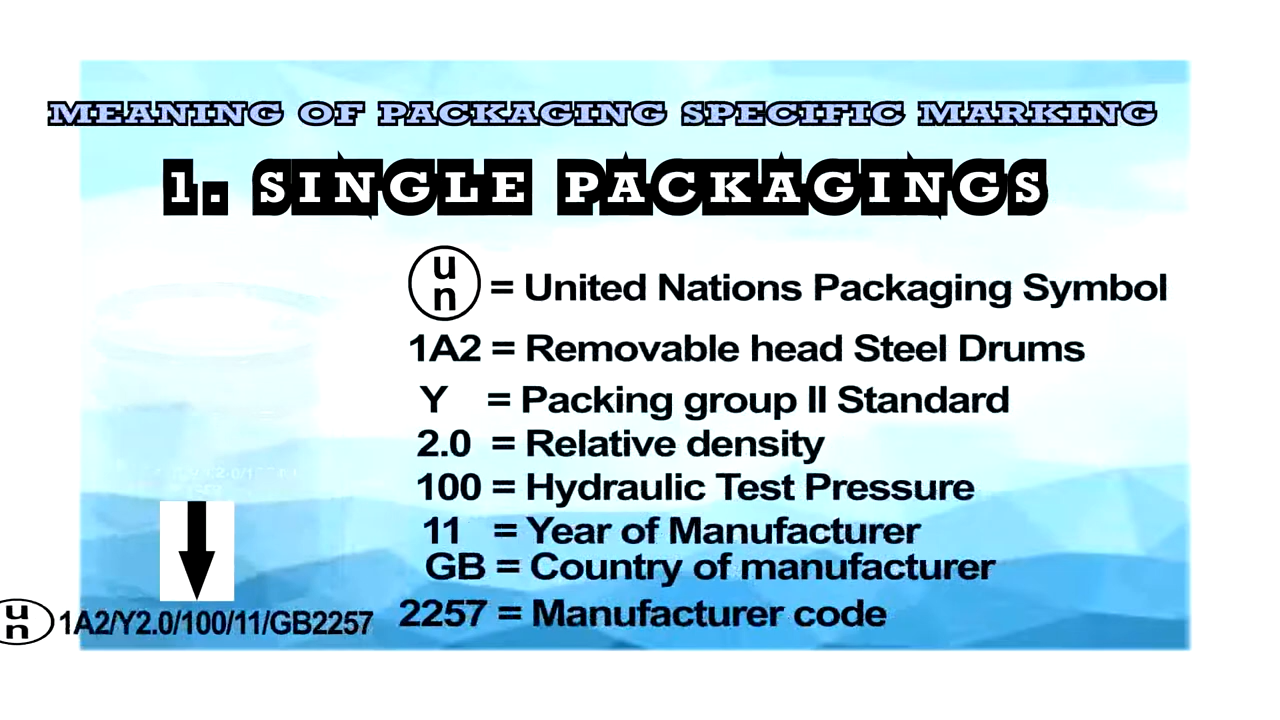 MEANING OF PACKAGING SPECIFIC MARKING
1. SINGLE PACKAGINGS
un = United Nations Packaging Symbol
1A2 = Removable head Steel Drums
Y = Packing group II Standard
2.0 = Relative density
100 = Hydraulic Test Pressure
11 = Year of Manufacturer
GB = Country of manufacturer
2257 = Manufacturer code
un 1A2/Y2.0/100/11/GB2257